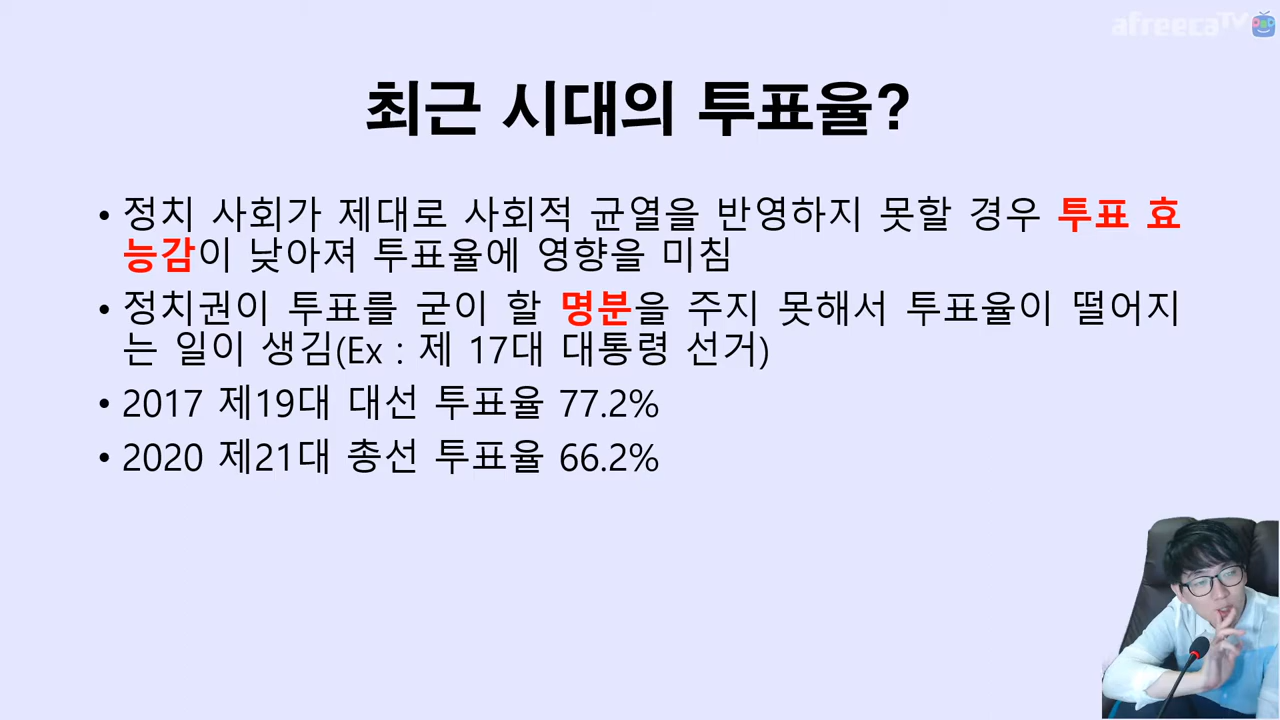 afreecaTV
최근 시대의 투표율?
• 정치 사회가 제대로 사회적 균열을 반영하지 못할 경우 투표 효
능감이 낮아져 투표율에 영향을 미침
• 정치권이 투표를 굳이 할 명분을 주지 못해서 투표율이 떨어지
는 일이 생김(Ex : 제 17대 대통령 선거)
• 2017 제19대 대선 투표율 77.2%
• 2020 제21대 총선 투표율 66.2%